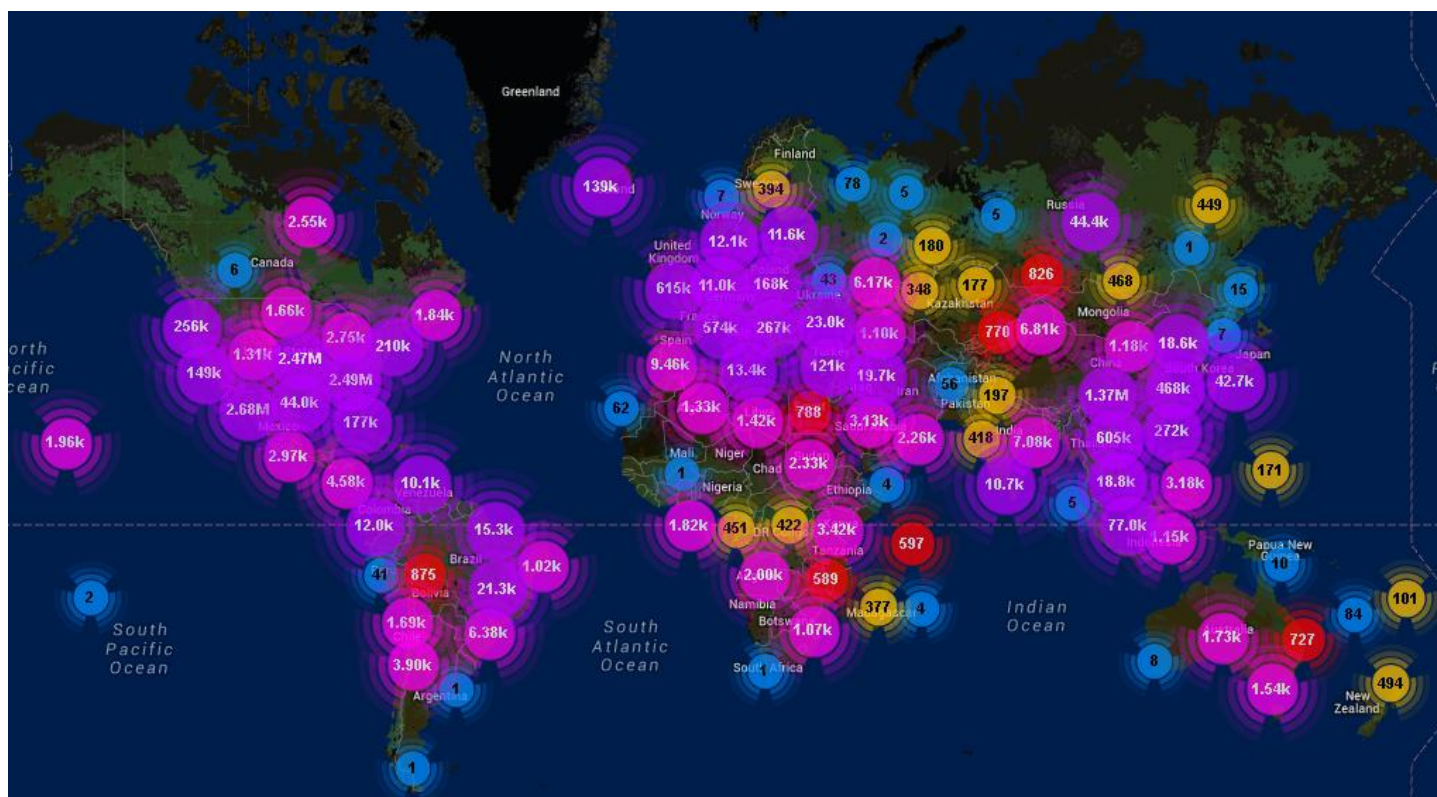 Greenland
Finland
139k
78
7
394
5
449
Norway
Russia
5
2.55k
44.4k
11.6k
United
Kingdom
12.1k
2
180
1
6
Canada
826
43
6.17k
468
615k
11.0k
168k
Ukraine
348
177
15
Kazakhstan
1.66k
1.84k
Mongolia
256k
574k
267k
23.0k
1.10k
770
6.81k
7
2.75k
210k
Spain
1.18k
18.6k
Japan
1.31k
2.47M
China
South Korea
North
Atlantic
Ocean
9.46k
13.4k
121k
19.7k
Iran
Afghanistan
149k
2.49M
56
42.7k
468k
1.37M
2.68M
44.0k
62
1.33k
197
Pakistan
177k
1.42k
788
3.13k
Mexico
India
1.96k
2.26k
418
7.08k
605k
272k
2.97k
Mali
Niger
Chad
2.33k
171
1
4.58k
10.1k
Nigeria
Ethiopia
4
10.7k
18.8k
3.18k
Venezuela
Colombia
5
12.0k
15.3k
1.82k
451
422
3.42k
77.0k
1.15k
Indonesia
597
Tanzania
Papua New
Guinea
Brazil
1.02k
10
41
875
2.00k
589
Bolivia
21.3k
2
Namibia
377
4
Madagascar
Indian
Ocean
84
101
1.69k
Botswana
1.07k
South
Pacific
Ocean
6.38k
South
Atlantic
Ocean
Australia
1.73k
727
Chile
3.90k
South Africa
1
8
Argentina
1
1.54k
494
New
Zealand
1